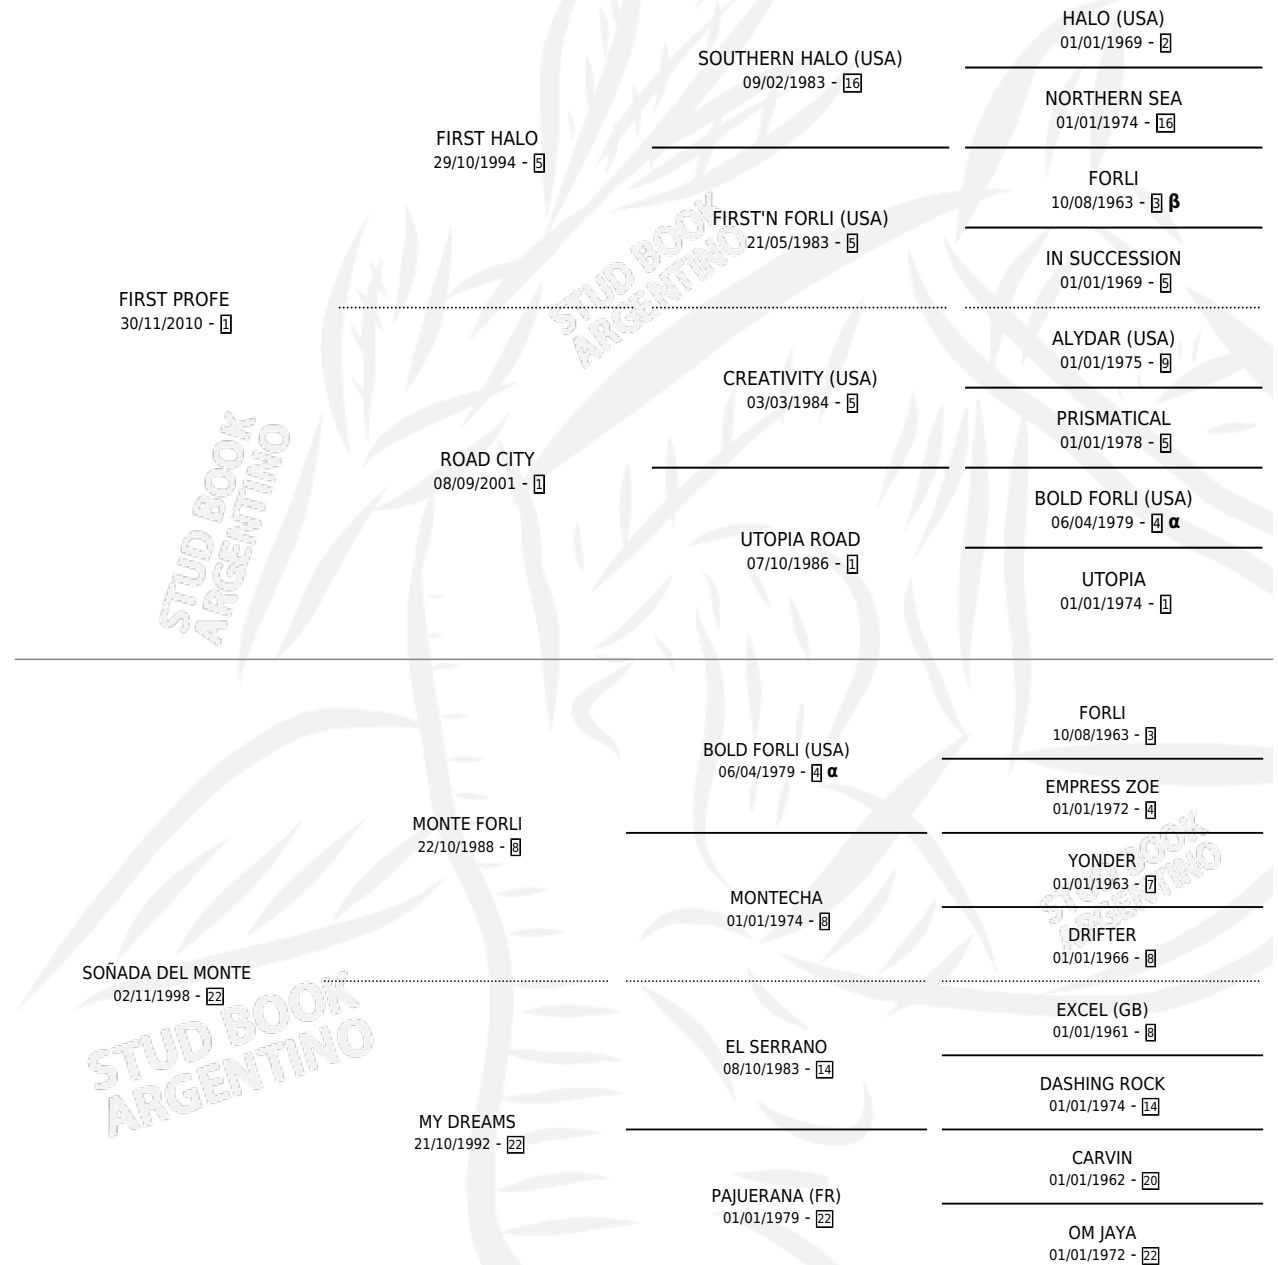 FIRST PROFE
30/11/2010 - 1
FIRST HALO
29/10/1994 - 5
ROAD CITY
08/09/2001 - 1
SOUTHERN HALO (USA)
09/02/1983 - 16
FIRST'N FORLI (USA)
21/05/1983 - 5
CREATIVITY (USA)
03/03/1984 - 5
UTOPIA ROAD
07/10/1986 - 1
HALO (USA)
01/01/1969 - 2
NORTHERN SEA
01/01/1974 - 16
FORLI
10/08/1963 - 3 β
IN SUCCESSION
01/01/1969 - 5
ALYDAR (USA)
01/01/1975 - 9
PRISMATICAL
01/01/1978 - 5
BOLD FORLI (USA)
06/04/1979 - 4 α
UTOPIA
01/01/1974 - 1
STUD BOOK
ARGENTINO
STUD BOOK
ARGENTINO
SOÑADA DEL MONTE
02/11/1998 - 22
MONTE FORLI
22/10/1988 - 8
MY DREAMS
21/10/1992 - 22
BOLD FORLI (USA)
06/04/1979 - 4 α
MONTECHA
01/01/1974 - 8
EL SERRANO
08/10/1983 - 14
PAJUERANA (FR)
01/01/1979 - 22
FORLI
10/08/1963 - 3
EMPRESS ZOE
01/01/1972 - 4
YONDER
01/01/1963 - 7
DRIFTER
01/01/1966 - 8
EXCEL (GB)
01/01/1961 - 8
DASHING ROCK
01/01/1974 - 14
CARVIN
01/01/1962 - 20
OM JAYA
01/01/1972 - 22
STUD BOOK
ARGENTINO
STUD BOOK
ARGENTINO